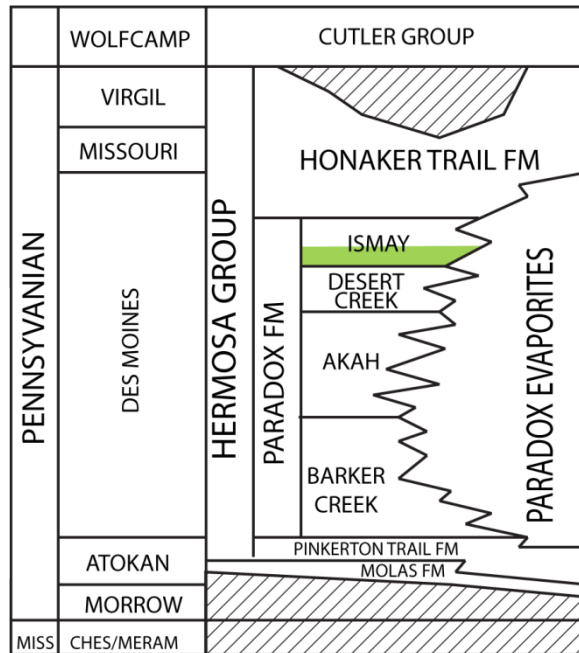 WOLFCAMP
CUTLER GROUP
PENNSYVANIAN
VIRGIL
MISSOURI
DES MOINES
ATOKAN
MORROW
HERMOSA GROUP
HONAKER TRAIL FM
PARADOX FM
ISMAY
DESERT
CREEK
AKAH
BARKER
CREEK
PARADOX EVAPORITES
PINKERTON TRAIL FM
MOLAS FM
MISS
CHES/MERAM